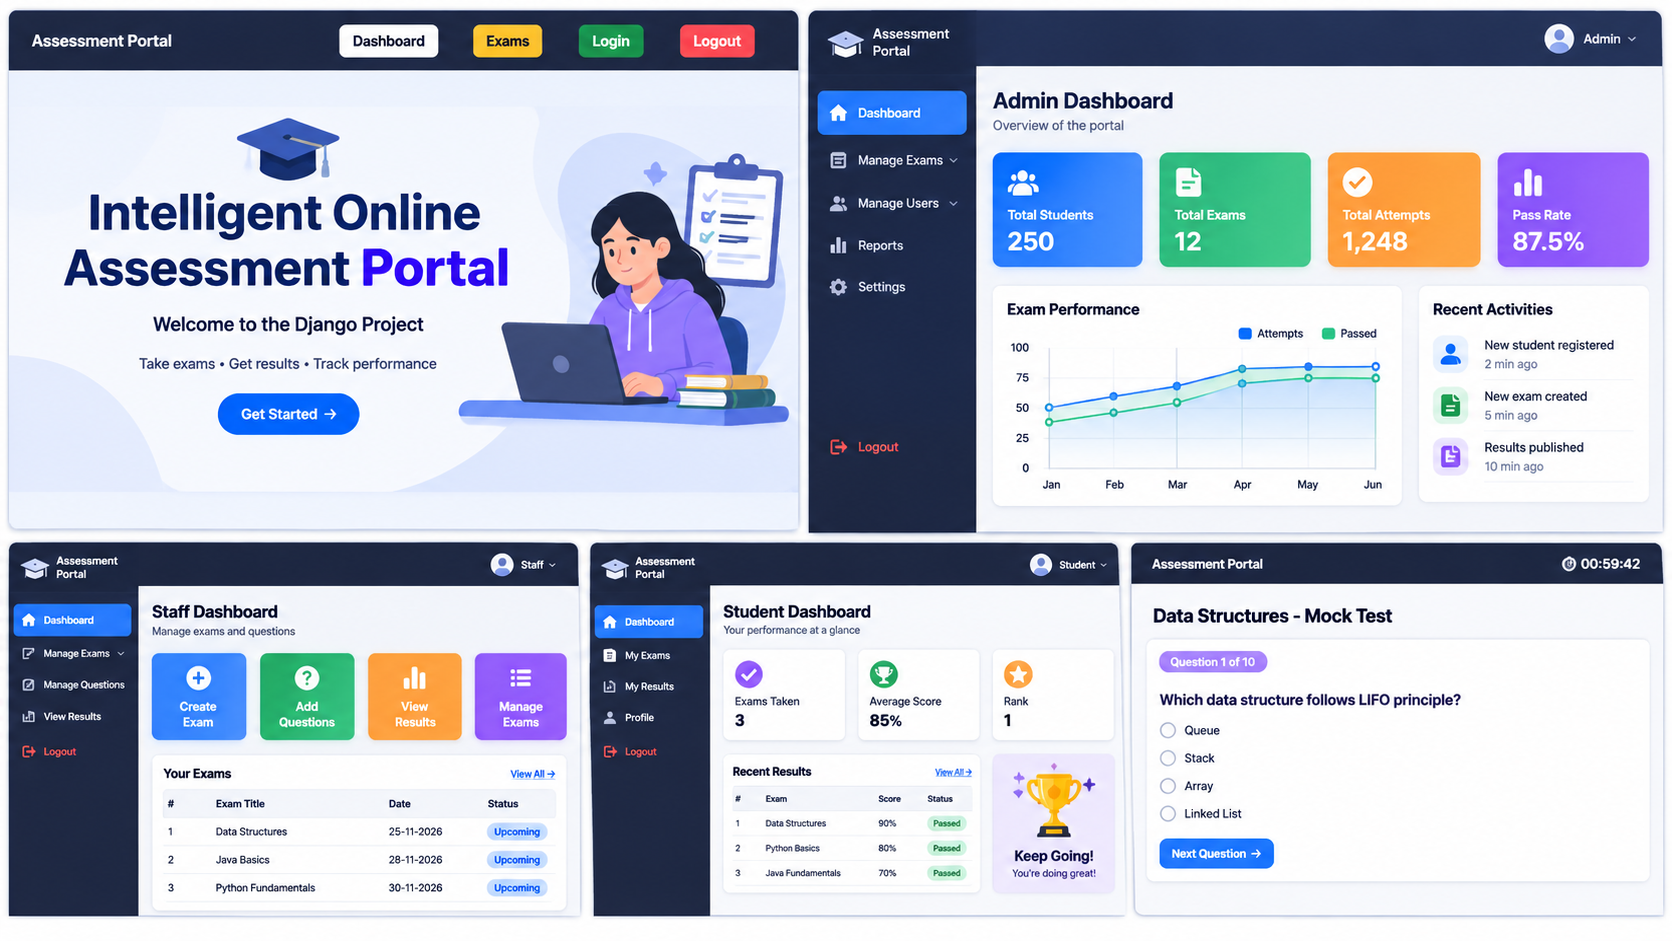 Assessment Portal
Dashboard
Exams
Login
Logout
Intelligent Online
Assessment Portal
Welcome to the Django Project
Take exams • Get results • Track performance
Get Started →
Assessment
Portal
Admin
Dashboard
Manage Exams
Manage Users
Reports
Settings
Logout
Admin Dashboard
Overview of the portal
Total Students
250
Total Exams
12
Total Attempts
1,248
Pass Rate
87.5%
Exam Performance
Attempts Passed
100
75
50
25
0
Jan Feb Mar Apr May Jun
Recent Activities
New student registered
2 min ago
New exam created
5 min ago
Results published
10 min ago
Assessment
Portal
Staff
Dashboard
Manage Exams
Manage Questions
View Results
Logout
Staff Dashboard
Manage exams and questions
Create
Exam
Add
Questions
View
Results
Manage
Exams
Your Exams
View All →
# Exam Title Date Status
1 Data Structures 25-11-2026 Upcoming
2 Java Basics 28-11-2026 Upcoming
3 Python Fundamentals 30-11-2026 Upcoming
Assessment
Portal
Student
Dashboard
My Exams
My Results
Profile
Logout
Student Dashboard
Your performance at a glance
Exams Taken
3
Average Score
85%
Rank
1
Recent Results
View All →
# Exam Score Status
1 Data Structures 90% Passed
2 Python Basics 80% Passed
3 Java Fundamentals 70% Passed
Keep Going!
You're doing great!
Assessment Portal
00:59:42
Data Structures - Mock Test
Question 1 of 10
Which data structure follows LIFO principle?
Queue
Stack
Array
Linked List
Next Question →